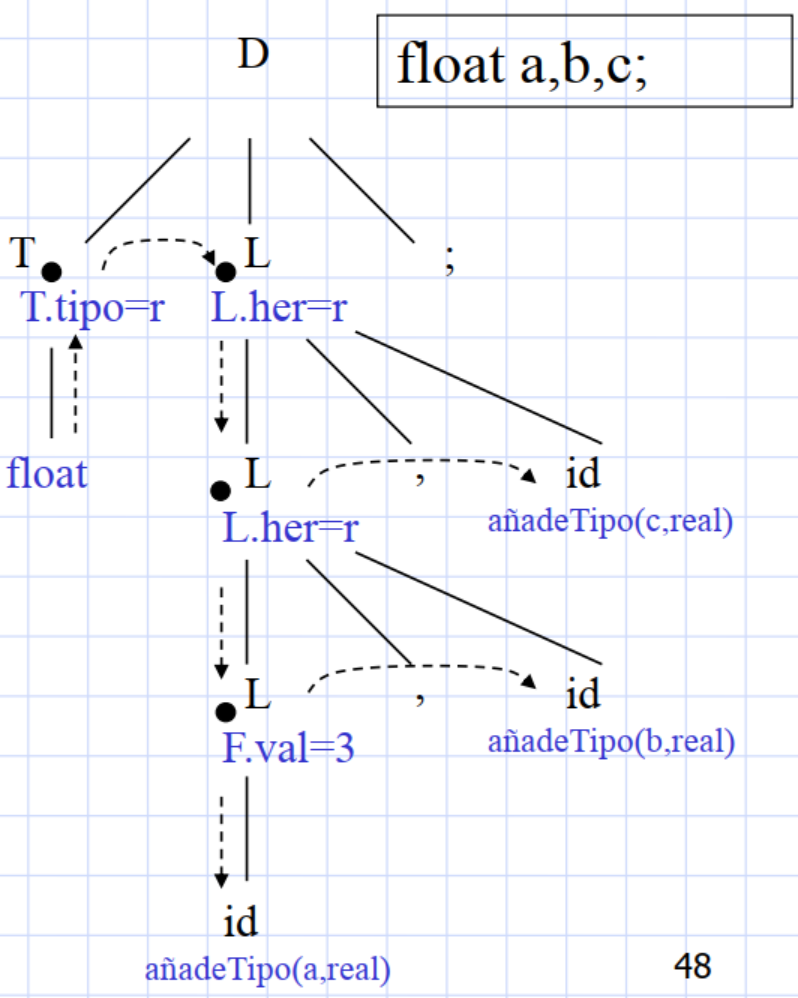 D
float a,b,c;
T L ;
T.tipo=r L.her=r
float L , id
L.her=r añadeTipo(c,real)
L , id
F.val=3 añadeTipo(b,real)
id
añadeTipo(a,real)
48